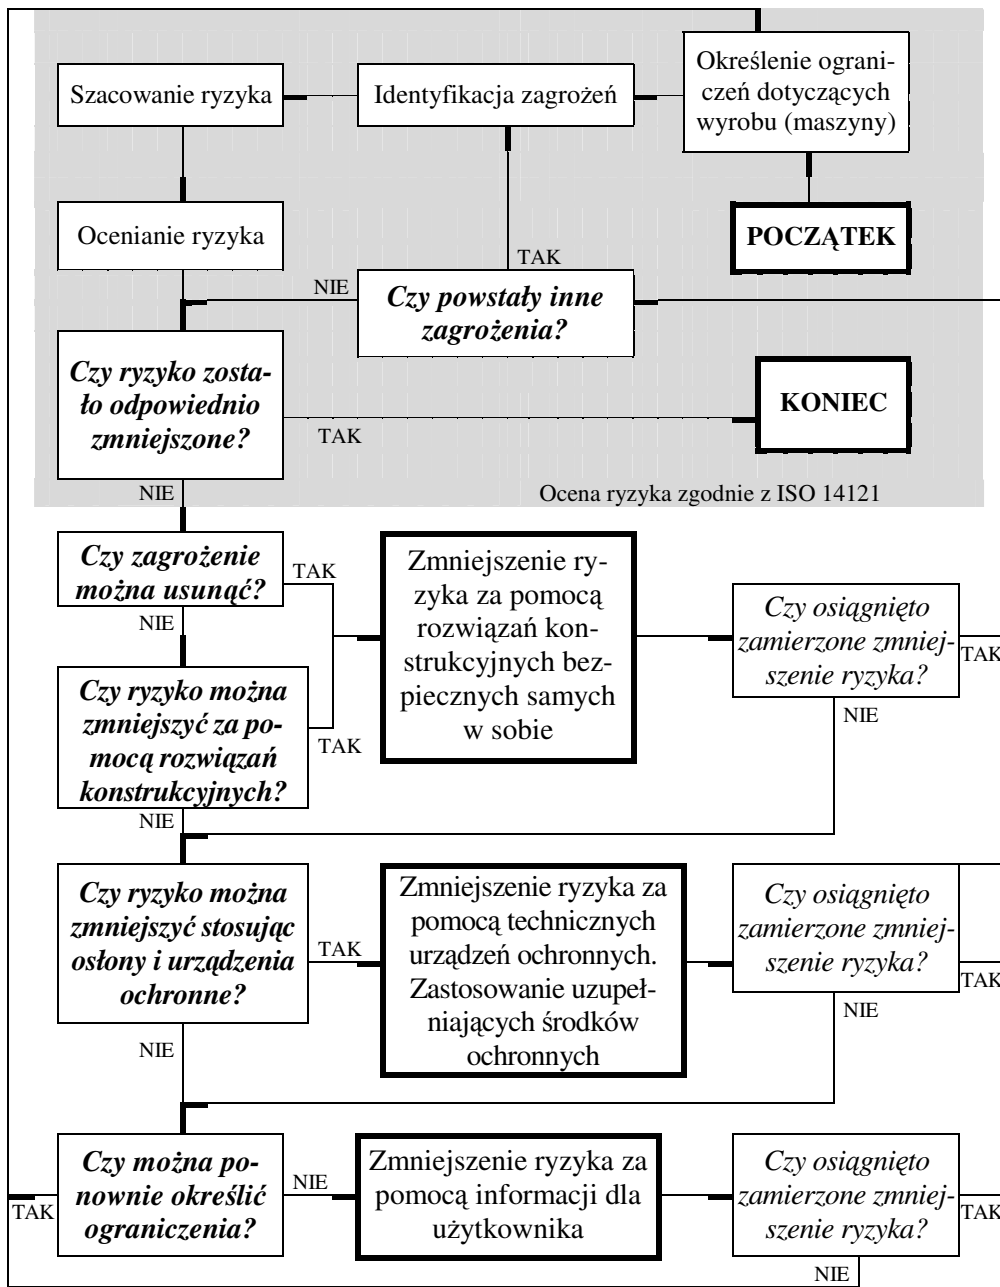 Szacowanie ryzyka
Identyfikacja zagrożeń
Określenie ograni-
czeń dotyczących
wyrobu (maszyny)
Ocenianie ryzyka
POCZĄTEK
TAK
NIE
Czy powstały inne
zagrożenia?
Czy ryzyko zosta-
ło odpowiednio
zmniejszone?
TAK
KONIEC
NIE
Ocena ryzyka zgodnie z ISO 14121
Czy zagrożenie
można usunąć?
TAK
NIE
Zmniejszenie ry-
zyka za pomocą
rozwiązań kon-
strukcyjnych bez-
piecznych samych
w sobie
Czy osiągnięto
zamierzone zmniej-
szenie ryzyka?
TAK
NIE
Czy ryzyko można
zmniejszyć za po-
mocą rozwiązań
konstrukcyjnych?
TAK
NIE
Czy ryzyko można
zmniejszyć stosując
osłony i urządzenia
ochronne?
TAK
NIE
Zmniejszenie ryzyka za
pomocą technicznych
urządzeń ochronnych.
Zastosowanie uzupeł-
niających środków
ochronnych
Czy osiągnięto
zamierzone zmniej-
szenie ryzyka?
TAK
NIE
Czy można po-
nownie określić
ograniczenia?
TAK
NIE
Zmniejszenie ryzyka za
pomocą informacji dla
użytkownika
Czy osiągnięto
zamierzone zmniej-
szenie ryzyka?
TAK
NIE